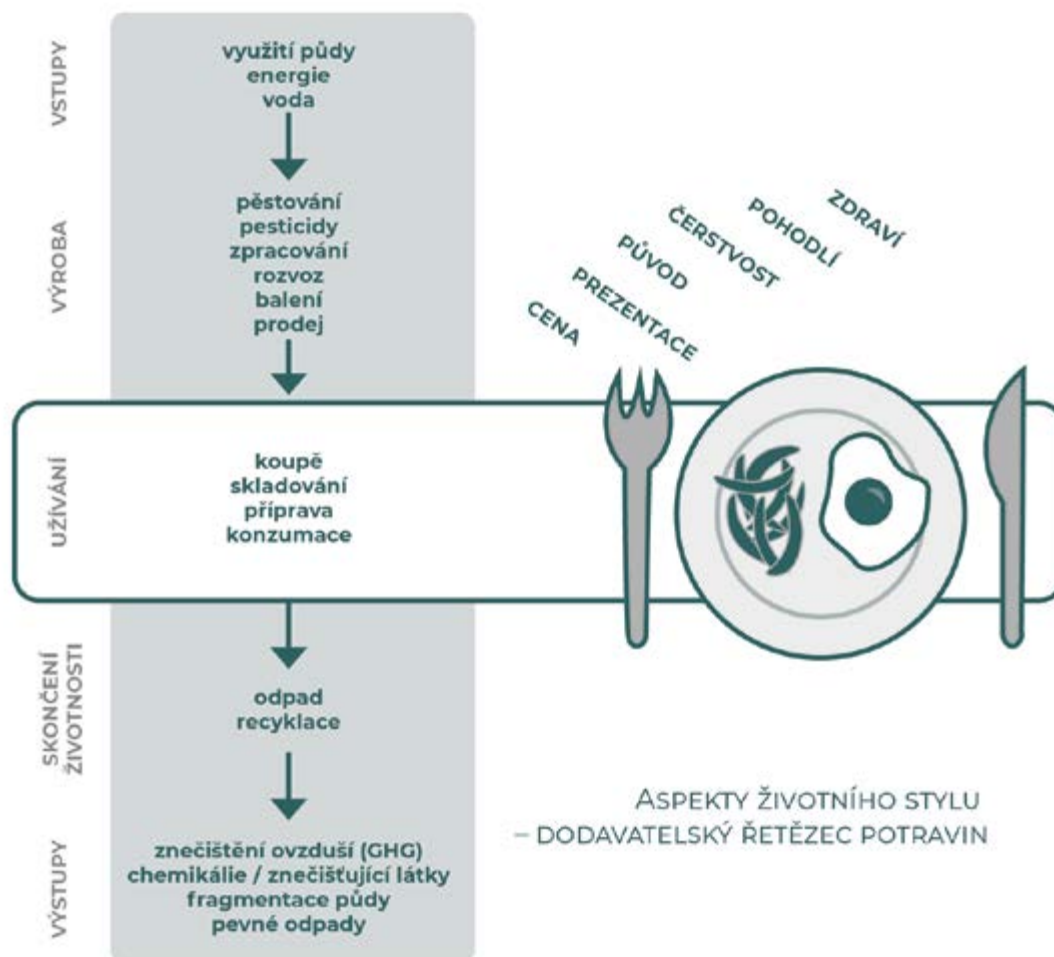 VSTUPY
využití půdy
energie
voda
VÝROBA
pěstování
pesticidy
zpracování
rozvoz
balení
prodej
CENA
PREZENTACE
PŮVOD
ČERSTVOST
POHODLÍ
ZDRAVÍ
UŽÍVÁNÍ
koupě
skladování
příprava
konzumace
SKONČENÍ
ŽIVOTNOSTI
odpad
recyklace
ASPEKTY ŽIVOTNÍHO STYLU
– DODAVATELSKÝ ŘETĚZEC POTRAVIN
VÝSTUPY
znečištění ovzduší (GHG)
chemikálie / znečišťující látky
fragmentace půdy
pevné odpady